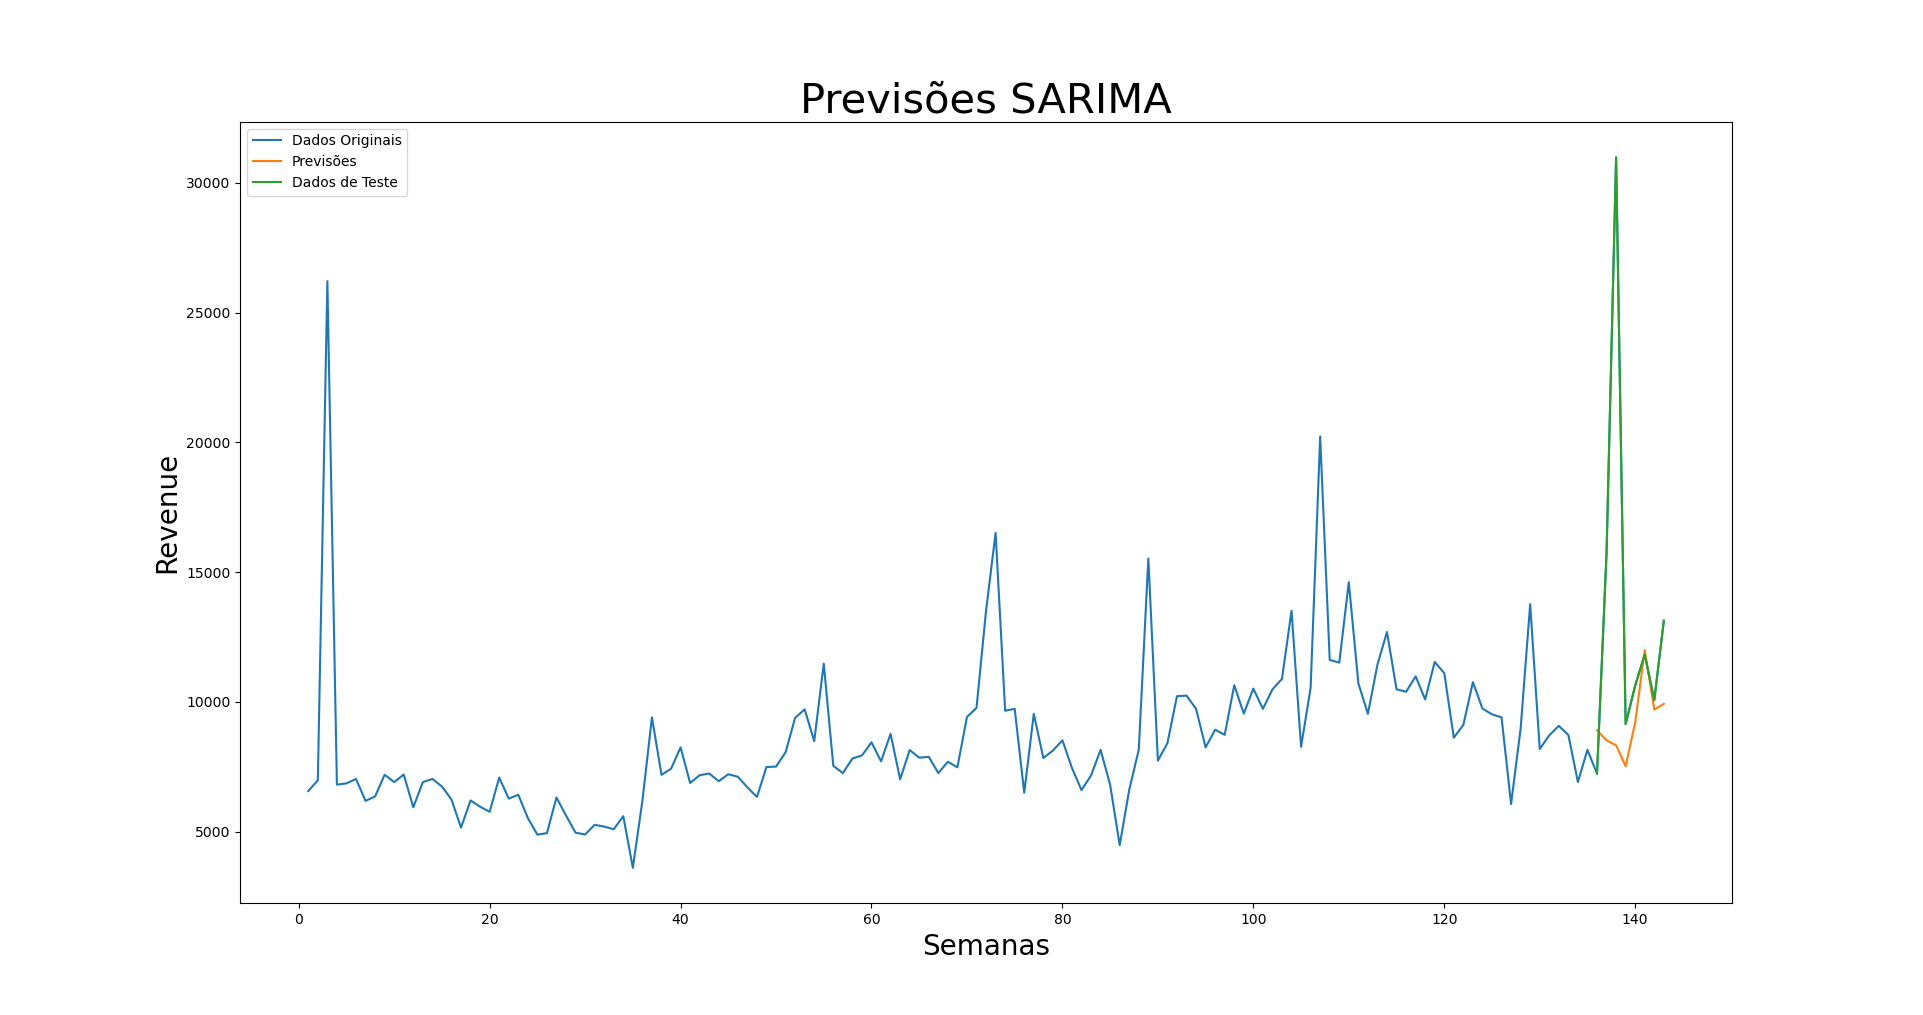 Previsões SARIMA
Dados Originais
Previsões
Dados de Teste
30000
25000
20000
15000
10000
5000
Revenue
0 20 40 60 80 100 120 140
Semanas